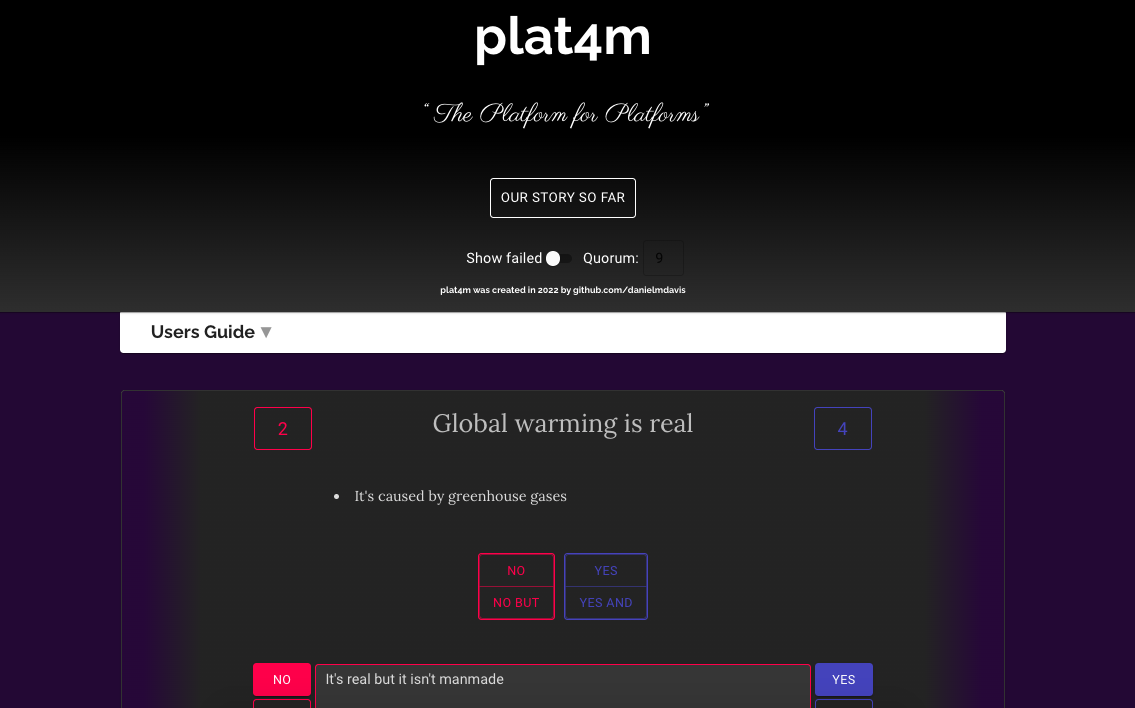 plat4m
“ The Platform for Platforms ”
OUR STORY SO FAR
Show failed Quorum: 9
plat4m was created in 2022 by github.com/danielmdavis
Users Guide ▼
2 Global warming is real 4
• It's caused by greenhouse gases
NO YES
NO BUT YES AND
NO It's real but it isn't manmade YES